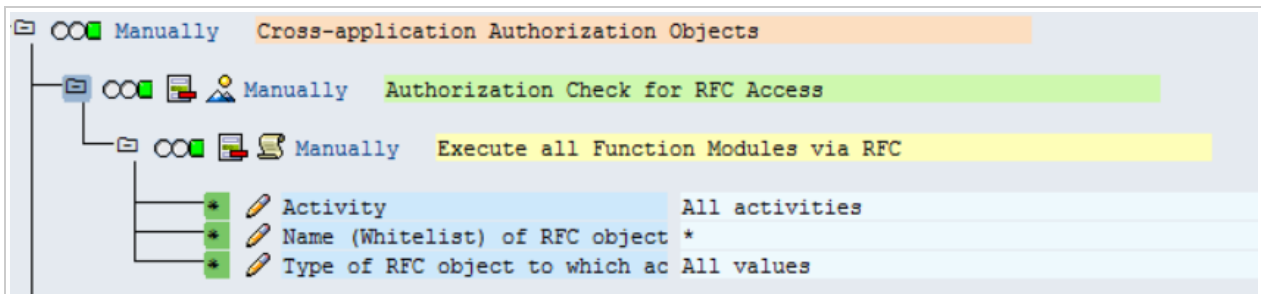 Manually Cross-application Authorization Objects
Manually Authorization Check for RFC Access
Manually Execute all Function Modules via RFC
* Activity All activities
* Name (Whitelist) of RFC object *
* Type of RFC object to which ac All values